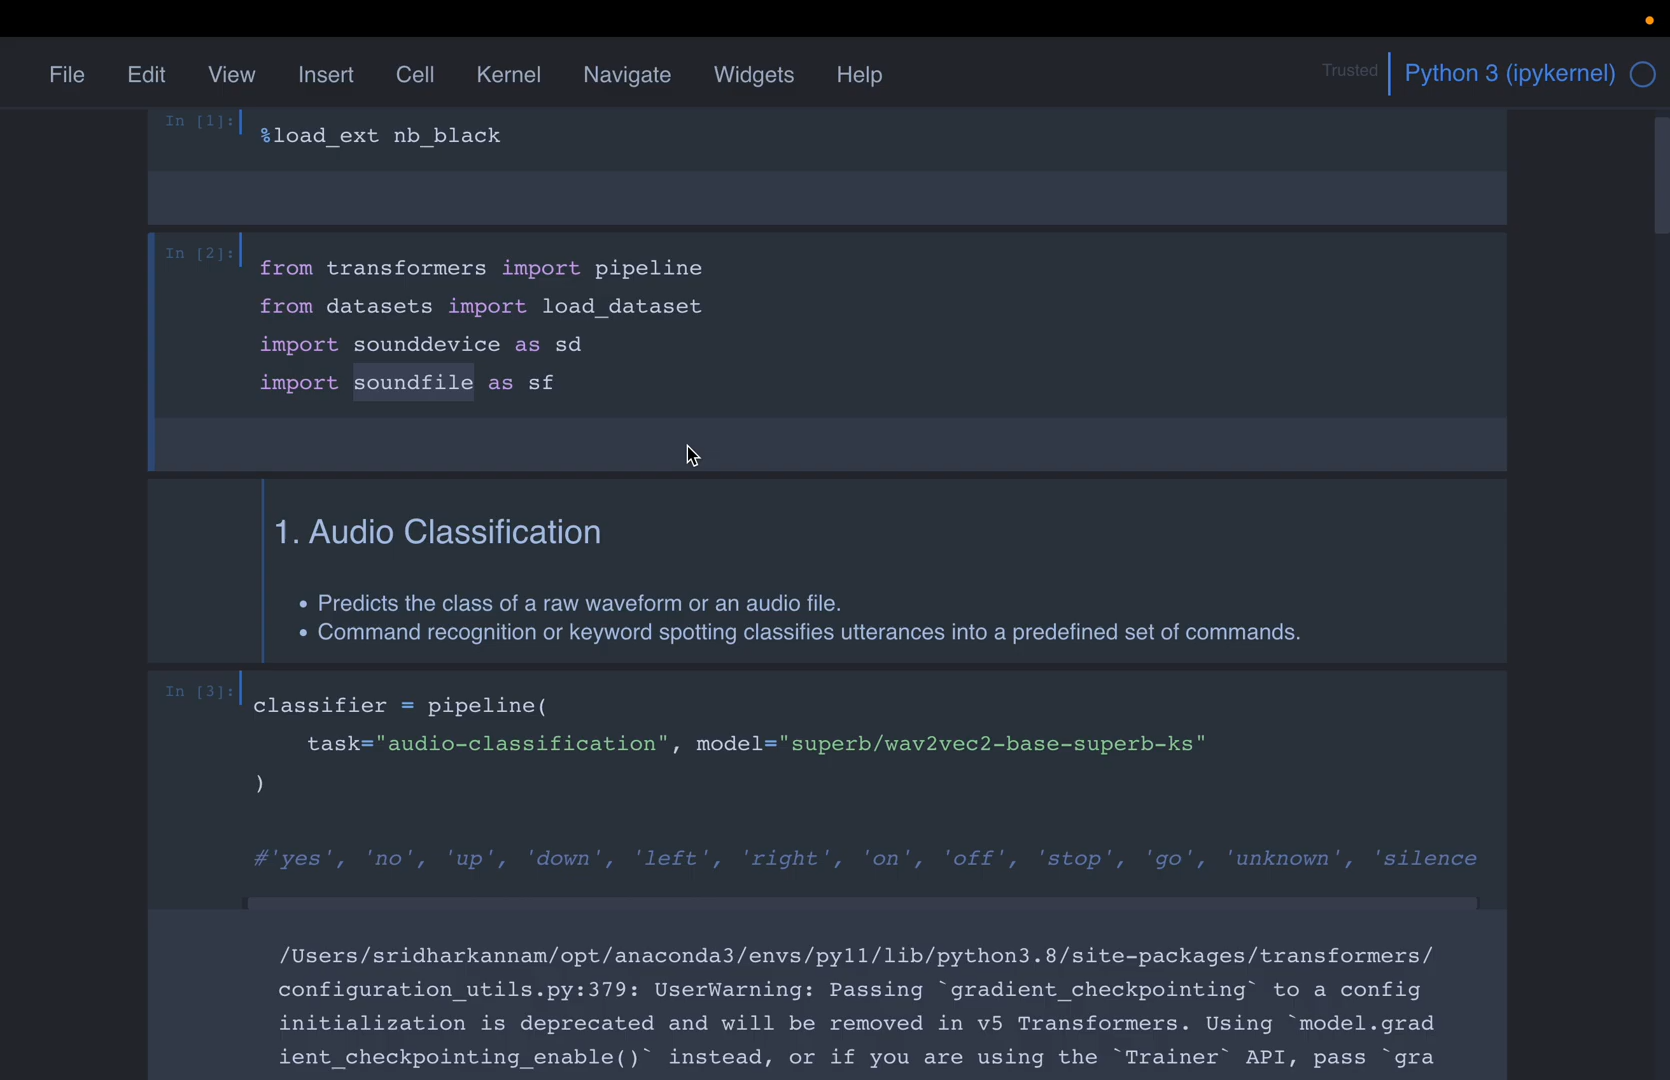 File Edit View Insert Cell Kernel Navigate Widgets Help Trusted Python 3 (ipykernel)
In [1]: %load_ext nb_black
In [2]: from transformers import pipeline
from datasets import load_dataset
import sounddevice as sd
import soundfile as sf
1. Audio Classification
• Predicts the class of a raw waveform or an audio file.
• Command recognition or keyword spotting classifies utterances into a predefined set of commands.
In [3]: classifier = pipeline(
task="audio-classification", model="superb/wav2vec2-base-superb-ks"
)
#'yes', 'no', 'up', 'down', 'left', 'right', 'on', 'off', 'stop', 'go', 'unknown', 'silence
/Users/sridharkannam/opt/anaconda3/envs/py11/lib/python3.8/site-packages/transformers/
configuration_utils.py:379: UserWarning: Passing `gradient_checkpointing` to a config
initialization is deprecated and will be removed in v5 Transformers. Using `model.grad
ient_checkpointing_enable()` instead, or if you are using the `Trainer` API, pass `gra